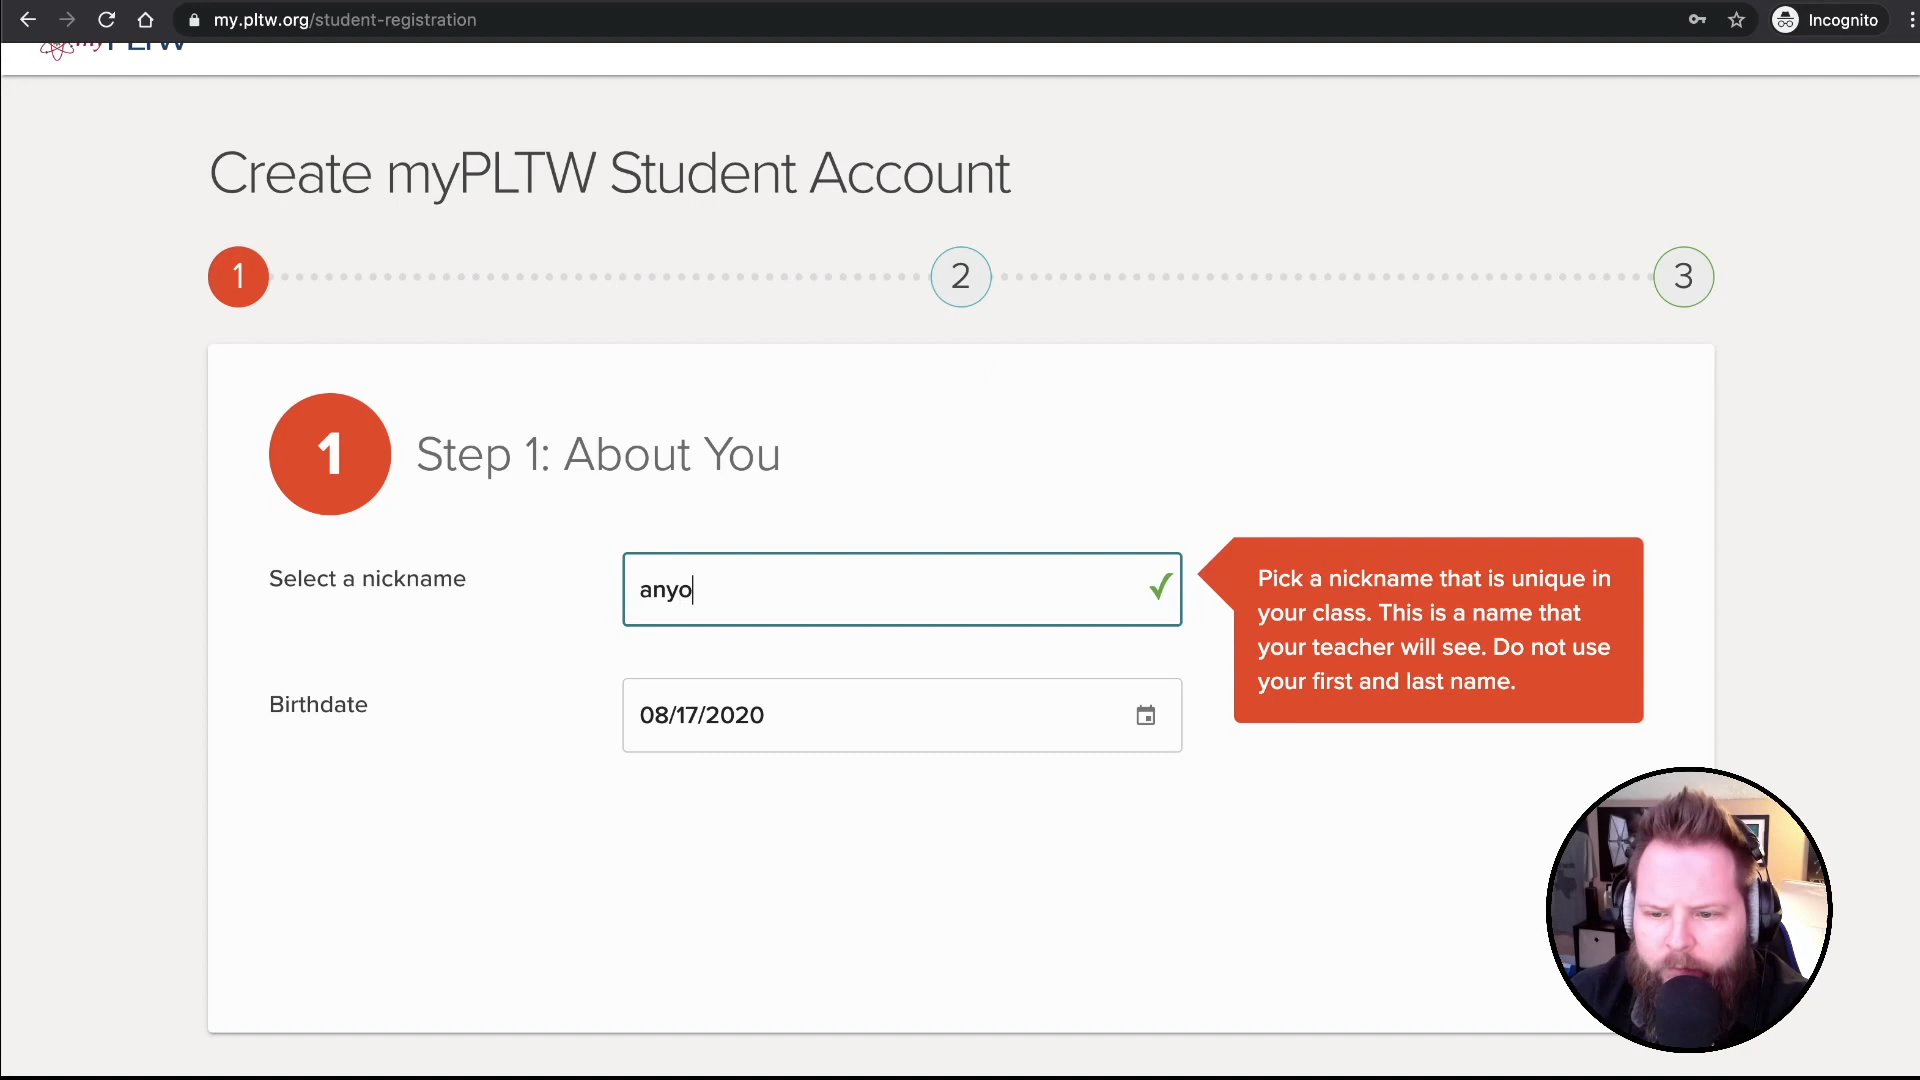 my.pltw.org/student-registration
Incognito
myPLTW
Create myPLTW Student Account
1
2
3
1
Step 1: About You
Select a nickname
anyo
Pick a nickname that is unique in
your class. This is a name that
your teacher will see. Do not use
your first and last name.
Birthdate
08/17/2020